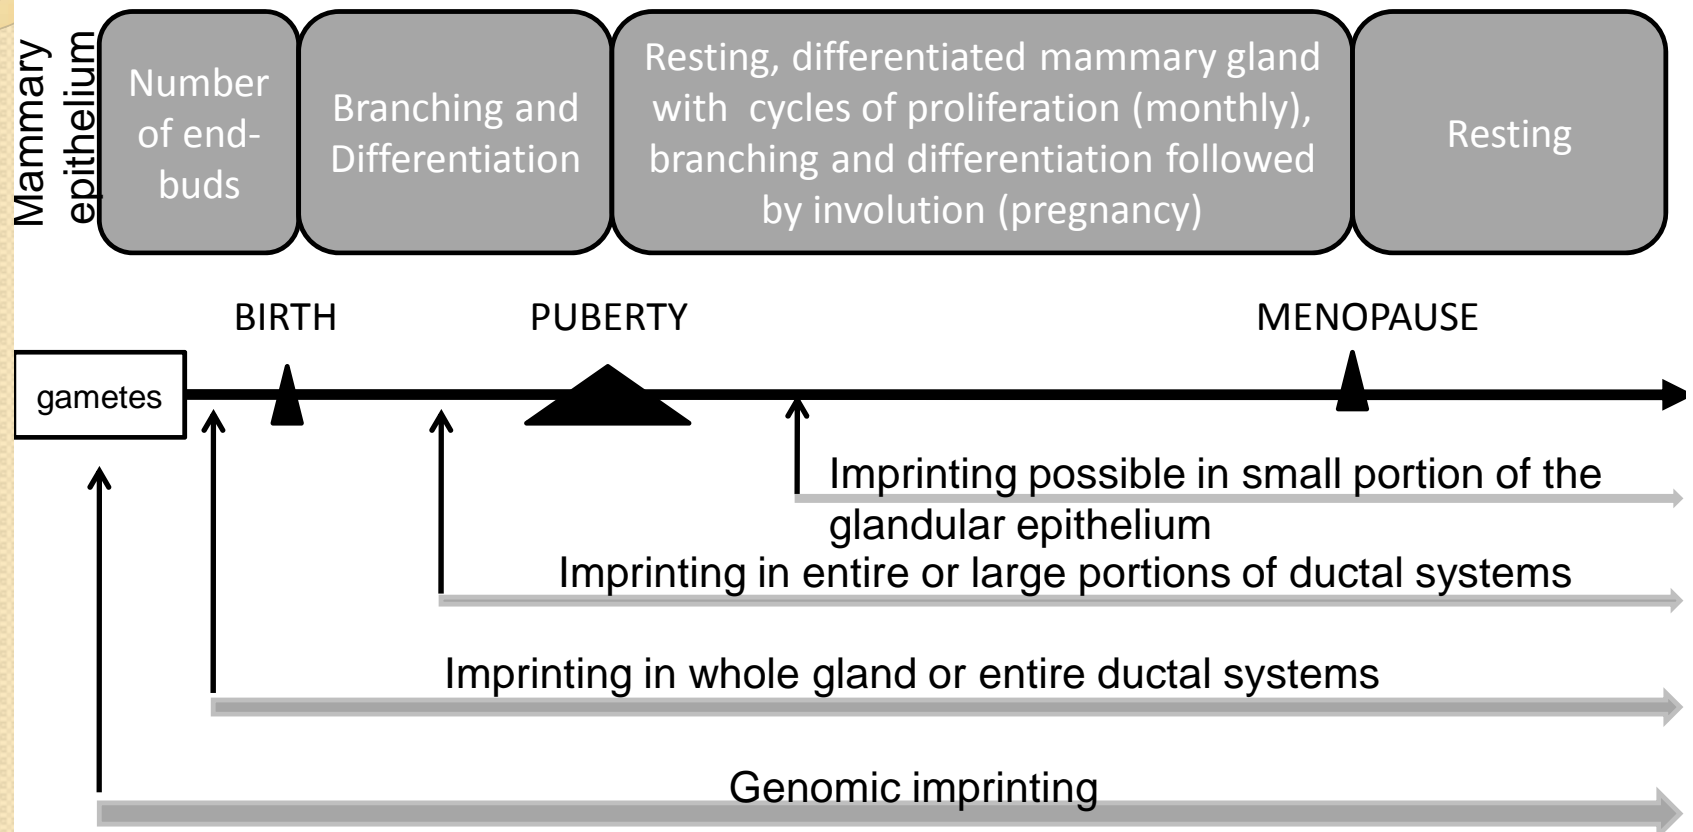 Mammary
epithelium
Number
of end-
buds
Branching and
Differentiation
Resting, differentiated mammary gland
with cycles of proliferation (monthly),
branching and differentiation followed
by involution (pregnancy)
Resting
BIRTH
PUBERTY
MENOPAUSE
gametes
Imprinting possible in small portion of the
glandular epithelium
Imprinting in entire or large portions of ductal systems
Imprinting in whole gland or entire ductal systems
Genomic imprinting